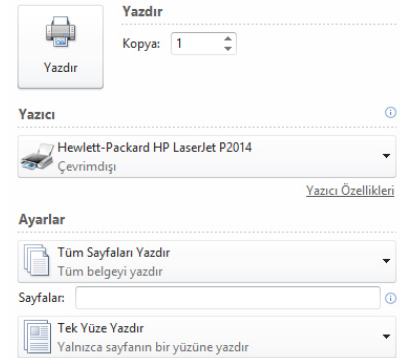 Yazdır
Kopya: 1
Yazdır
Yazıcı
Hewlett-Packard HP LaserJet P2014
Çevrimdışı
Yazıcı Özellikleri
Ayarlar
Tüm Sayfaları Yazdır
Tüm belgeyi yazdır
Sayfalar:
Tek Yüze Yazdır
Yalnızca sayfanın bir yüzüne yazdır